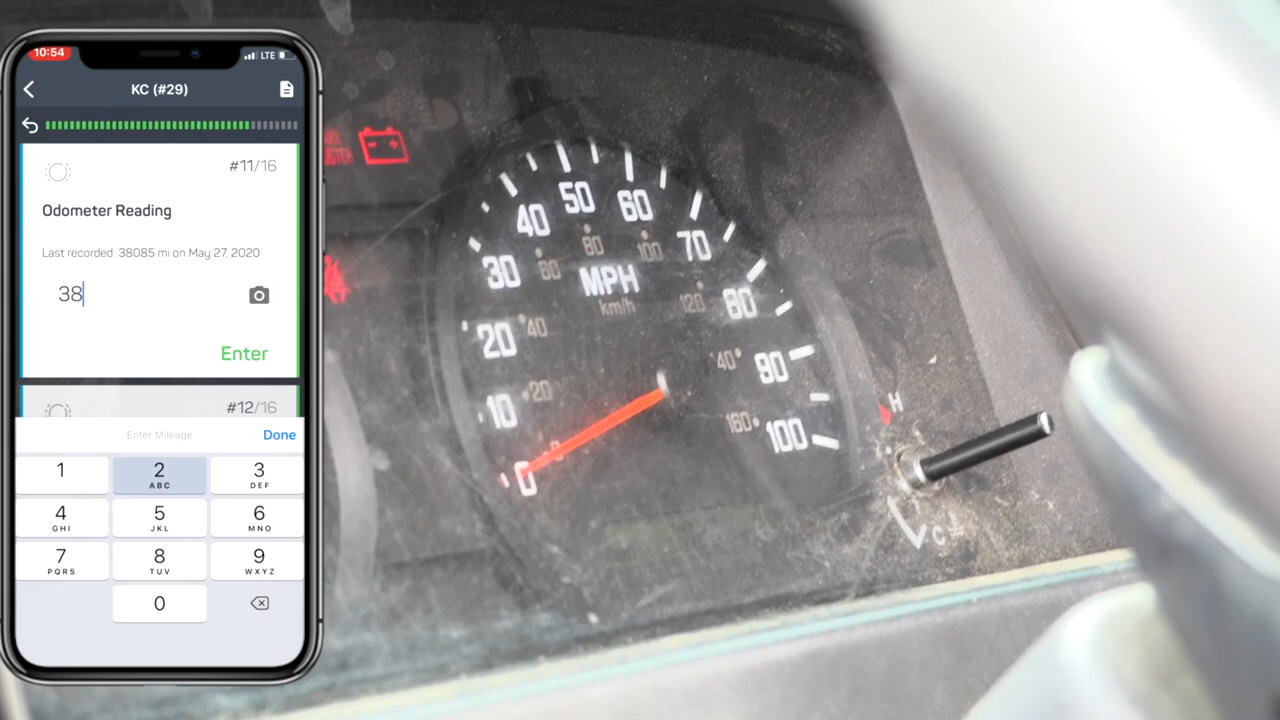 10:54
LTE
KC (#29)
#11/16
Odometer Reading
Last recorded: 38085 mi on May 27, 2020
38
Enter
#12/16
Enter Mileage
Done
1
2
ABC
3
DEF
4
GHI
5
JKL
6
MNO
7
PQRS
8
TUV
9
WXYZ
0
50
40
60
80
100
70
30
60
MPH
km/h
120
80
20
40
140
90
10
20
160
100
0
0
H
C